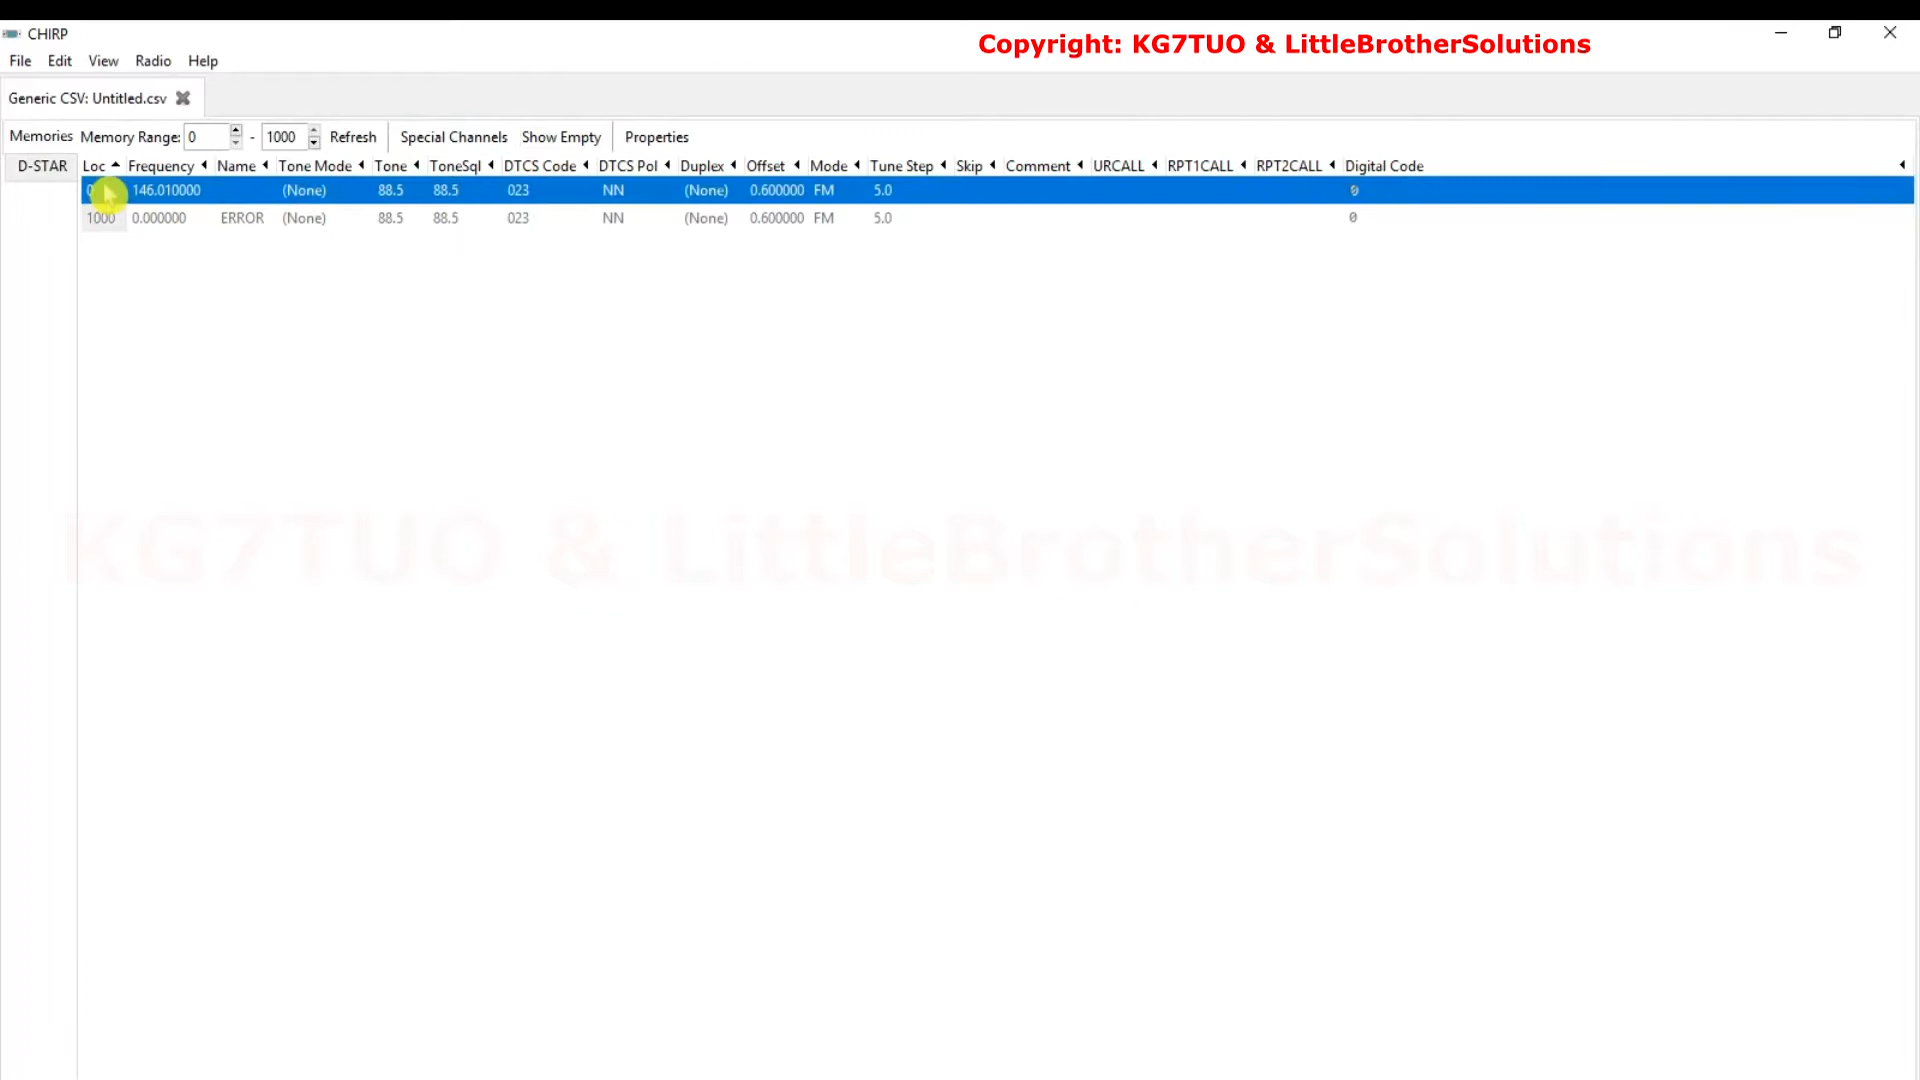 CHIRP
Copyright: KG7TUO & LittleBrotherSolutions
File Edit View Radio Help
Generic CSV: Untitled.csv
Memories Memory Range: 0 - 1000 Refresh Special Channels Show Empty Properties
D-STAR Loc Frequency Name Tone Mode Tone ToneSql DTCS Code DTCS Pol Duplex Offset Mode Tune Step Skip Comment URCALL RPT1CALL RPT2CALL Digital Code
0 146.010000 (None) 88.5 88.5 023 NN (None) 0.600000 FM 5.0 0
1000 0.000000 ERROR (None) 88.5 88.5 023 NN (None) 0.600000 FM 5.0 0
KG7TUO & LittleBrotherSolutions